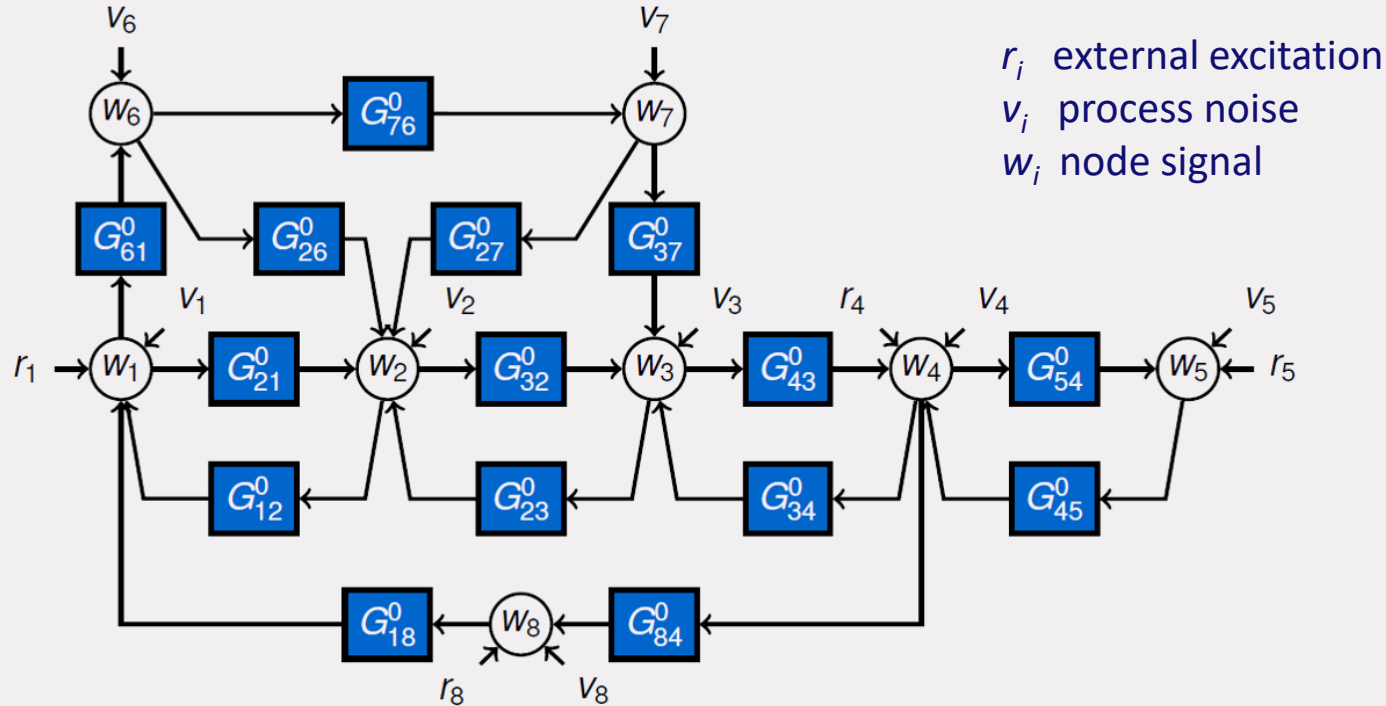 v₆ v₇
rᵢ external excitation
vᵢ process noise
wᵢ node signal
w₆ G⁰₇₆ w₇
G⁰₆₁ G⁰₂₆ G⁰₂₇ G⁰₃₇
v₁ v₂ v₃ r₄ v₄ v₅
r₁ w₁ G⁰₂₁ w₂ G⁰₃₂ w₃ G⁰₄₃ w₄ G⁰₅₄ w₅ r₅
G⁰₁₂ G⁰₂₃ G⁰₃₄ G⁰₄₅
G⁰₁₈ w₈ G⁰₈₄
r₈ v₈